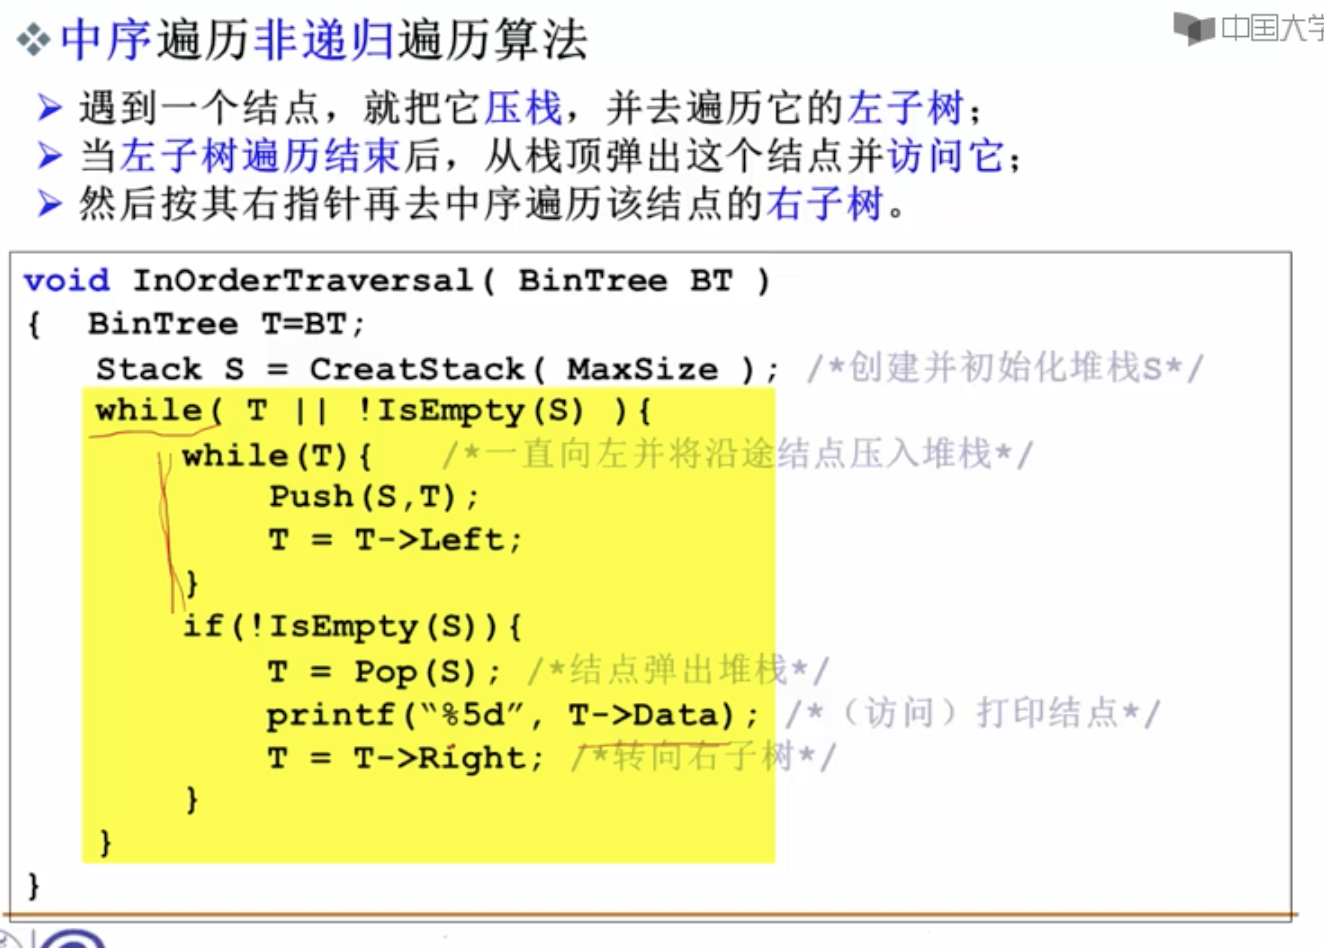 中序遍历非递归遍历算法
中国大学
遇到一个结点，就把它压栈，并去遍历它的左子树；
当左子树遍历结束后，从栈顶弹出这个结点并访问它；
然后按其右指针再去中序遍历该结点的右子树。
void InOrderTraversal( BinTree BT )
{ BinTree T=BT;
Stack S = CreatStack( MaxSize ); /*创建并初始化堆栈S*/
while( T || !IsEmpty(S) ){
while(T){ /*一直向左并将沿途结点压入堆栈*/
Push(S,T);
T = T->Left;
}
if(!IsEmpty(S)){
T = Pop(S); /*结点弹出堆栈*/
printf(“%5d”, T->Data); /*（访问）打印结点*/
T = T->Right; /*转向右子树*/
}
}
}